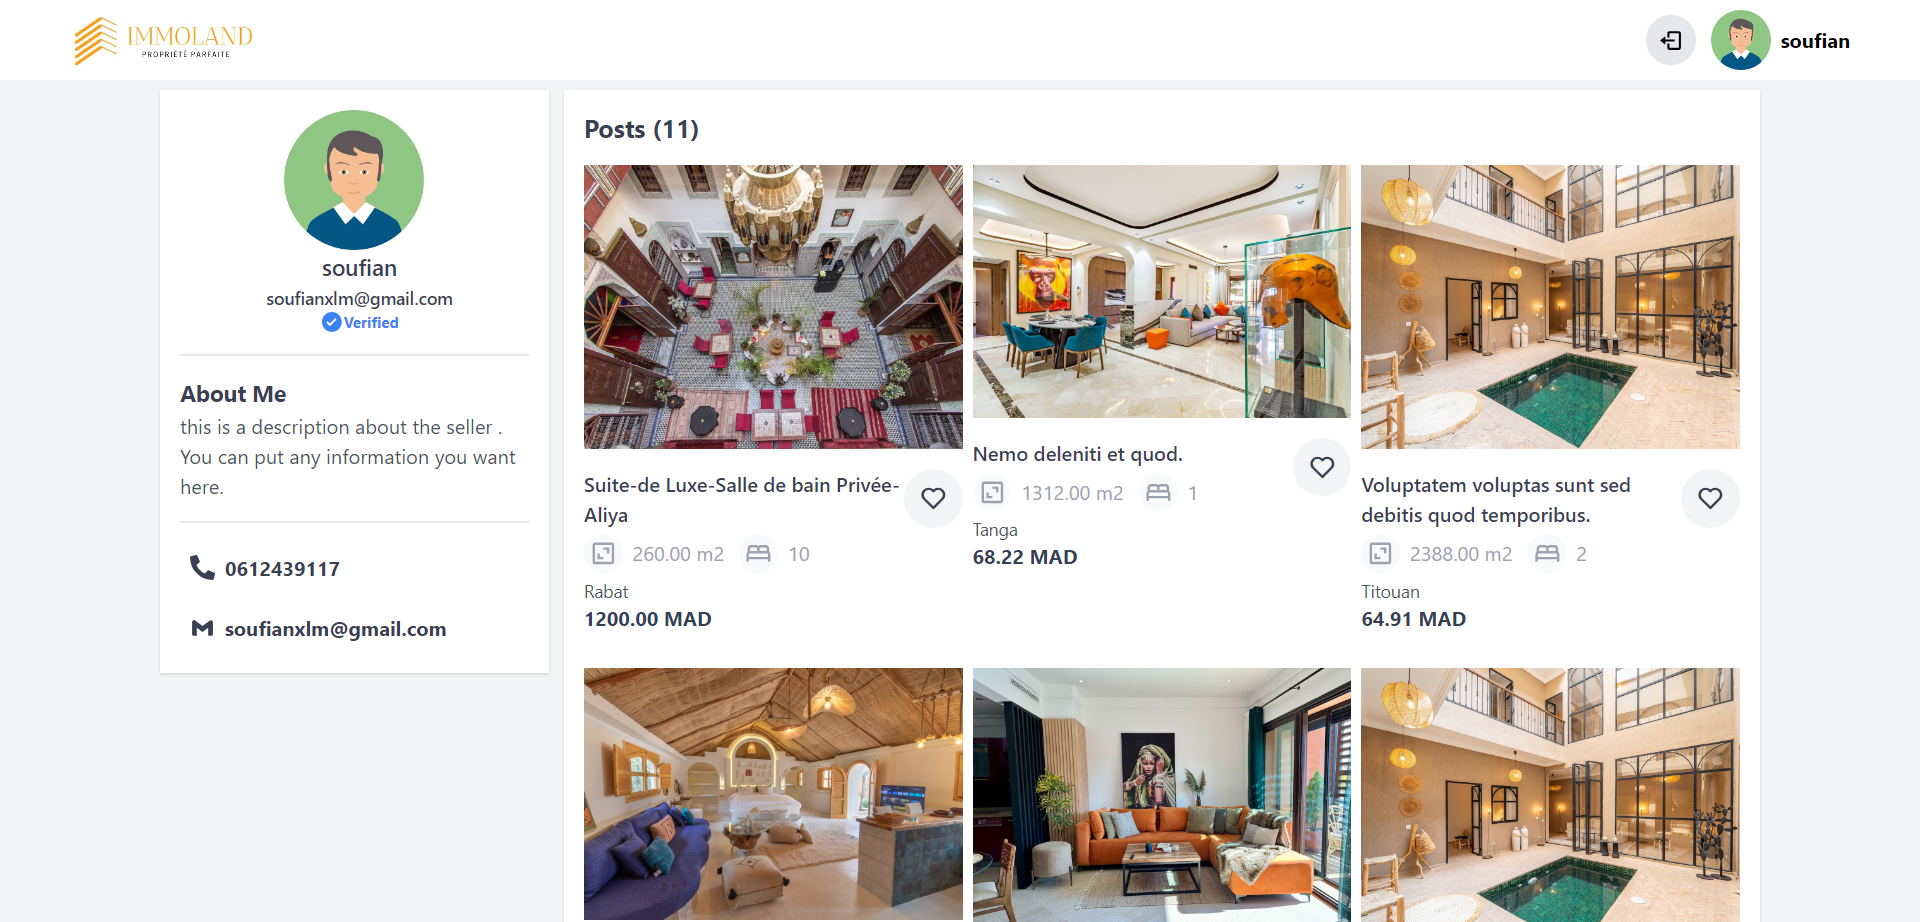 IMMOLAND
PROPRIÉTÉ PARFAITE
soufian
soufian
soufianxlm@gmail.com
Verified
About Me
this is a description about the seller .
You can put any information you want
here.
0612439117
soufianxlm@gmail.com
Posts (11)
Suite-de Luxe-Salle de bain Privée-
Aliya
260.00 m2 10
Rabat
1200.00 MAD
Nemo deleniti et quod.
1312.00 m2 1
Tanga
68.22 MAD
Voluptatem voluptas sunt sed
debitis quod temporibus.
2388.00 m2 2
Titouan
64.91 MAD